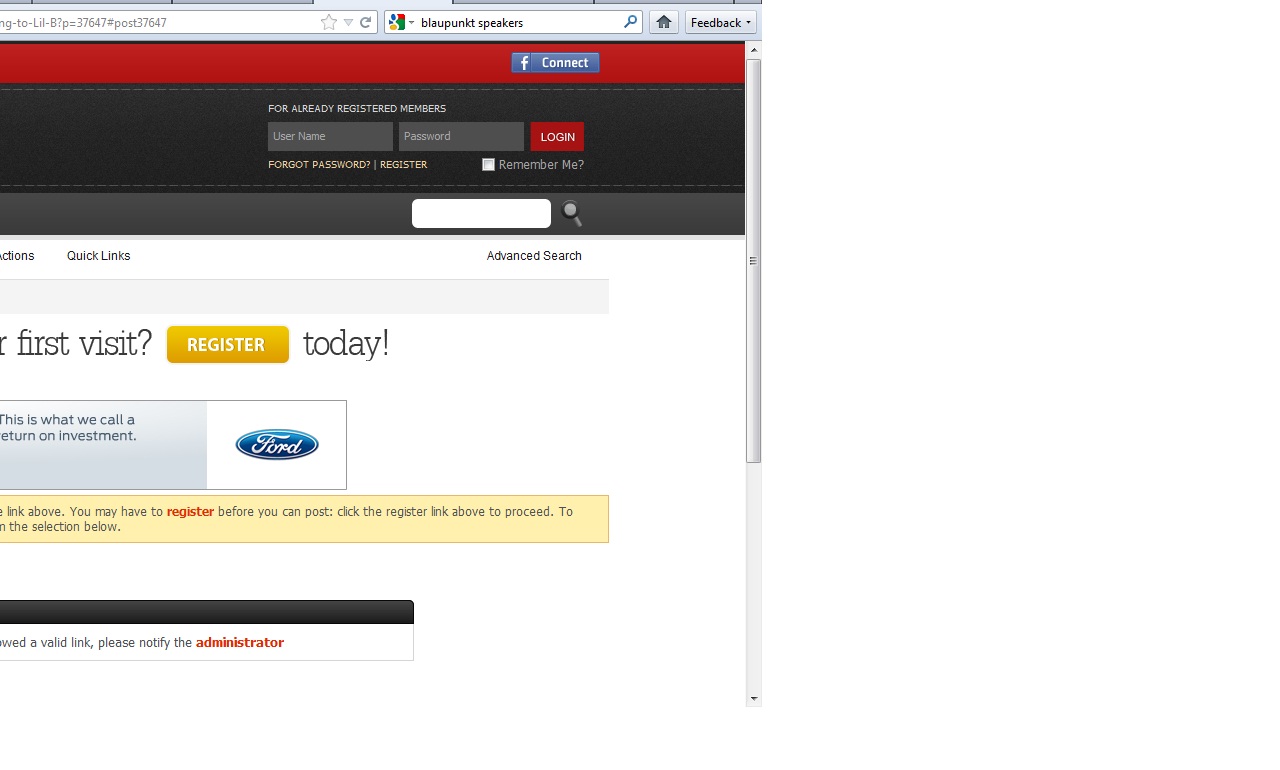 ng-to-Lil-B?p=37647#post37647
blaupunkt speakers
Feedback
f Connect
FOR ALREADY REGISTERED MEMBERS
User Name
Password
LOGIN
FORGOT PASSWORD? | REGISTER
Remember Me?
Actions
Quick Links
Advanced Search
r first visit? REGISTER today!
This is what we call a
return on investment.
Ford
e link above. You may have to register before you can post: click the register link above to proceed. To
m the selection below.
owed a valid link, please notify the administrator